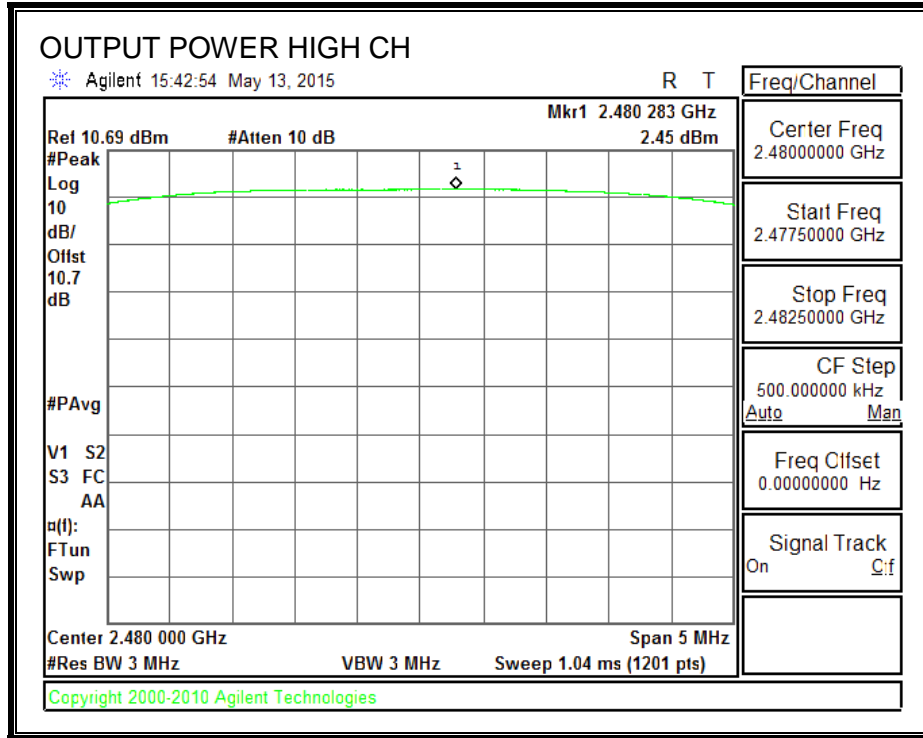 OUTPUT POWER HIGH CH
Agilent 15:42:54 May 13, 2015 R T
Freq/Channel
Mkr1 2.480 283 GHz
Ref 10.69 dBm #Atten 10 dB 2.45 dBm
#Peak
Log
10
dB/
Offst
10.7
dB
1
#PAvg
V1 S2
S3 FC
AA
¤(f):
FTun
Swp
Center 2.480 000 GHz Span 5 MHz
#Res BW 3 MHz VBW 3 MHz Sweep 1.04 ms (1201 pts)
Center Freq
2.48000000 GHz
Start Freq
2.47750000 GHz
Stop Freq
2.48250000 GHz
CF Step
500.000000 kHz
Auto Man
Freq Offset
0.00000000 Hz
Signal Track
On Off
Copyright 2000-2010 Agilent Technologies